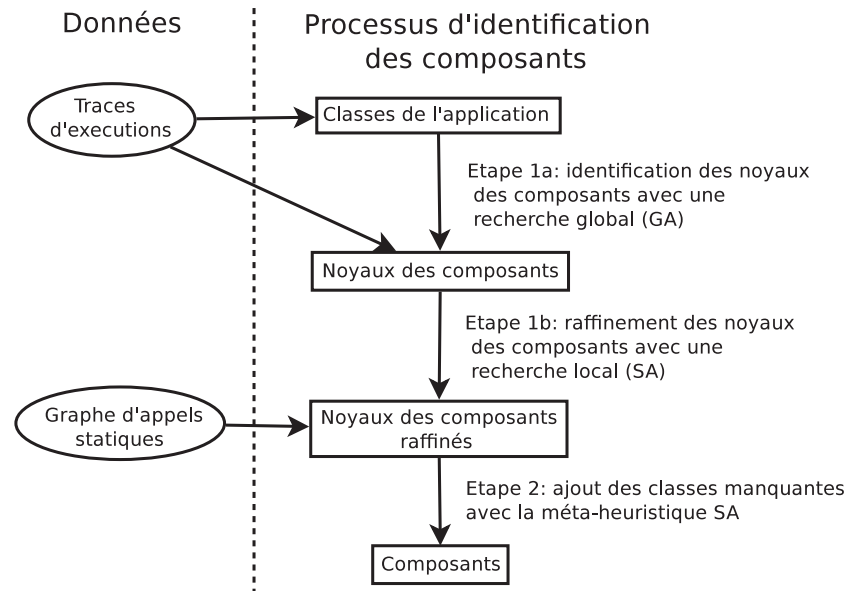 Données
Processus d'identification
des composants
Traces
d'executions
Classes de l'application
Etape 1a: identification des noyaux
des composants avec une
recherche global (GA)
Noyaux des composants
Etape 1b: raffinement des noyaux
des composants avec une
recherche local (SA)
Graphe d'appels
statiques
Noyaux des composants
raffinés
Etape 2: ajout des classes manquantes
avec la méta-heuristique SA
Composants